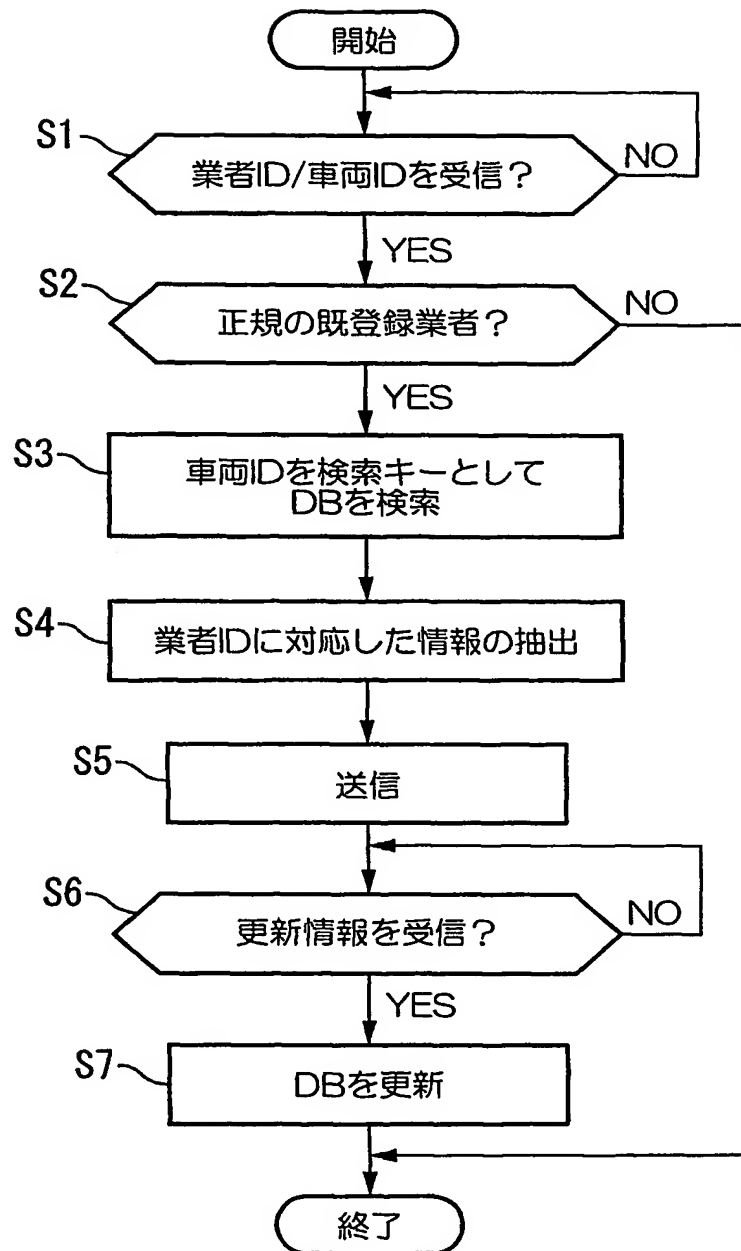 開始
S1
業者ID/車両IDを受信？
NO
YES
S2
正規の既登録業者？
NO
YES
S3
車両IDを検索キーとして
DBを検索
S4
業者IDに対応した情報の抽出
S5
送信
S6
更新情報を受信？
NO
YES
S7
DBを更新
終了